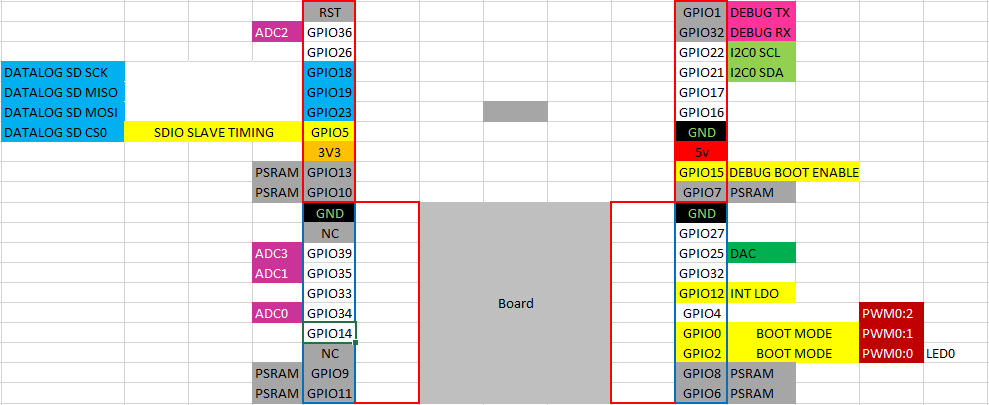 RST GPIO1 DEBUG TX
ADC2 GPIO36 GPIO32 DEBUG RX
GPIO26 GPIO22 I2C0 SCL
DATALOG SD SCK GPIO18 GPIO21 I2C0 SDA
DATALOG SD MISO GPIO19 GPIO17
DATALOG SD MOSI GPIO23 GPIO16
DATALOG SD CS0 SDIO SLAVE TIMING GPIO5 GND
3V3 5v
PSRAM GPIO13 GPIO15 DEBUG BOOT ENABLE
PSRAM GPIO10 GPIO7 PSRAM
GND GND
NC GPIO27
ADC3 GPIO39 GPIO25 DAC
ADC1 GPIO35 GPIO32
GPIO33 Board GPIO12 INT LDO
ADC0 GPIO34 GPIO4 PWM0:2
GPIO14 GPIO0 BOOT MODE PWM0:1
NC GPIO2 BOOT MODE PWM0:0 LED0
PSRAM GPIO9 GPIO8 PSRAM
PSRAM GPIO11 GPIO6 PSRAM